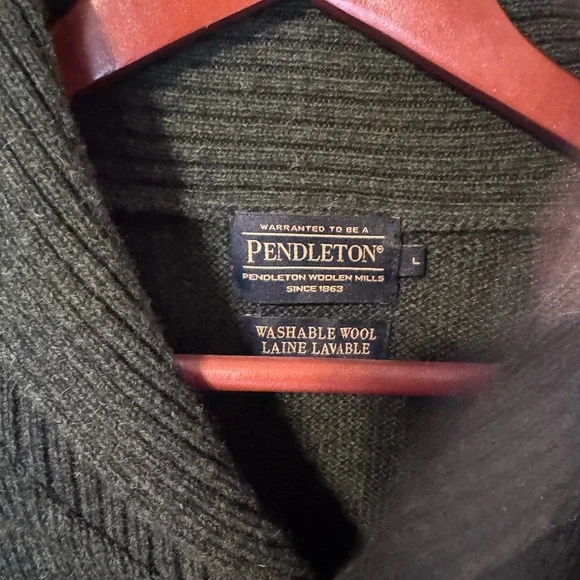 WARRANTED TO BE A
PENDLETON®
PENDLETON WOOLEN MILLS
SINCE 1863
L
WASHABLE WOOL
LAINE LAVABLE